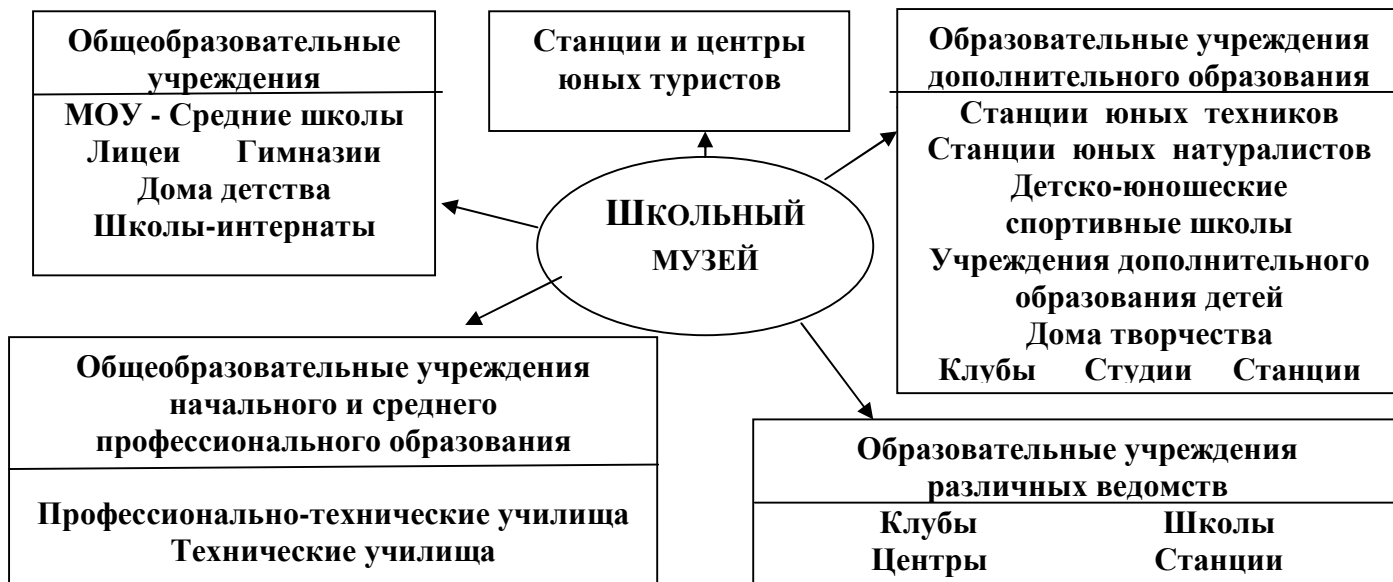 Общеобразовательные
учреждения
МОУ - Средние школы
Лицеи Гимназии
Дома детства
Школы-интернаты
Станции и центры
юных туристов
Образовательные учреждения
дополнительного образования
Станции юных техников
Станции юных натуралистов
Детско-юношеские
спортивные школы
Учреждения дополнительного
образования детей
Дома творчества
Клубы Студии Станции
ШКОЛЬНЫЙ
МУЗЕЙ
Общеобразовательные учреждения
начального и среднего
профессионального образования
Профессионально-технические училища
Технические училища
Образовательные учреждения
различных ведомств
Клубы Школы
Центры Станции